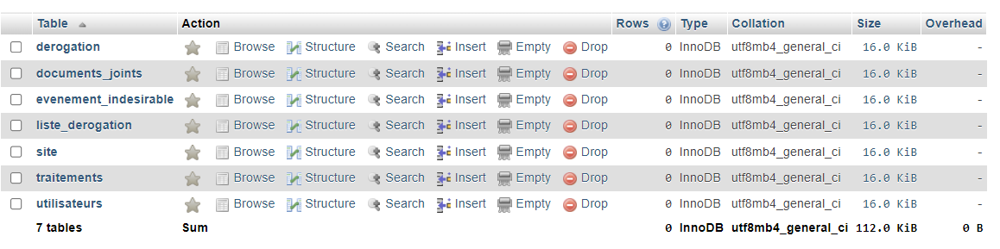 Table Action Rows Type Collation Size Overhead
derogation Browse Structure Search Insert Empty Drop 0 InnoDB utf8mb4_general_ci 16.0 KiB -
documents_joints Browse Structure Search Insert Empty Drop 0 InnoDB utf8mb4_general_ci 16.0 KiB -
evenement_indesirable Browse Structure Search Insert Empty Drop 0 InnoDB utf8mb4_general_ci 16.0 KiB -
liste_derogation Browse Structure Search Insert Empty Drop 0 InnoDB utf8mb4_general_ci 16.0 KiB -
site Browse Structure Search Insert Empty Drop 0 InnoDB utf8mb4_general_ci 16.0 KiB -
traitements Browse Structure Search Insert Empty Drop 0 InnoDB utf8mb4_general_ci 16.0 KiB -
utilisateurs Browse Structure Search Insert Empty Drop 0 InnoDB utf8mb4_general_ci 16.0 KiB -
7 tables Sum 0 InnoDB utf8mb4_general_ci 112.0 KiB 0 B